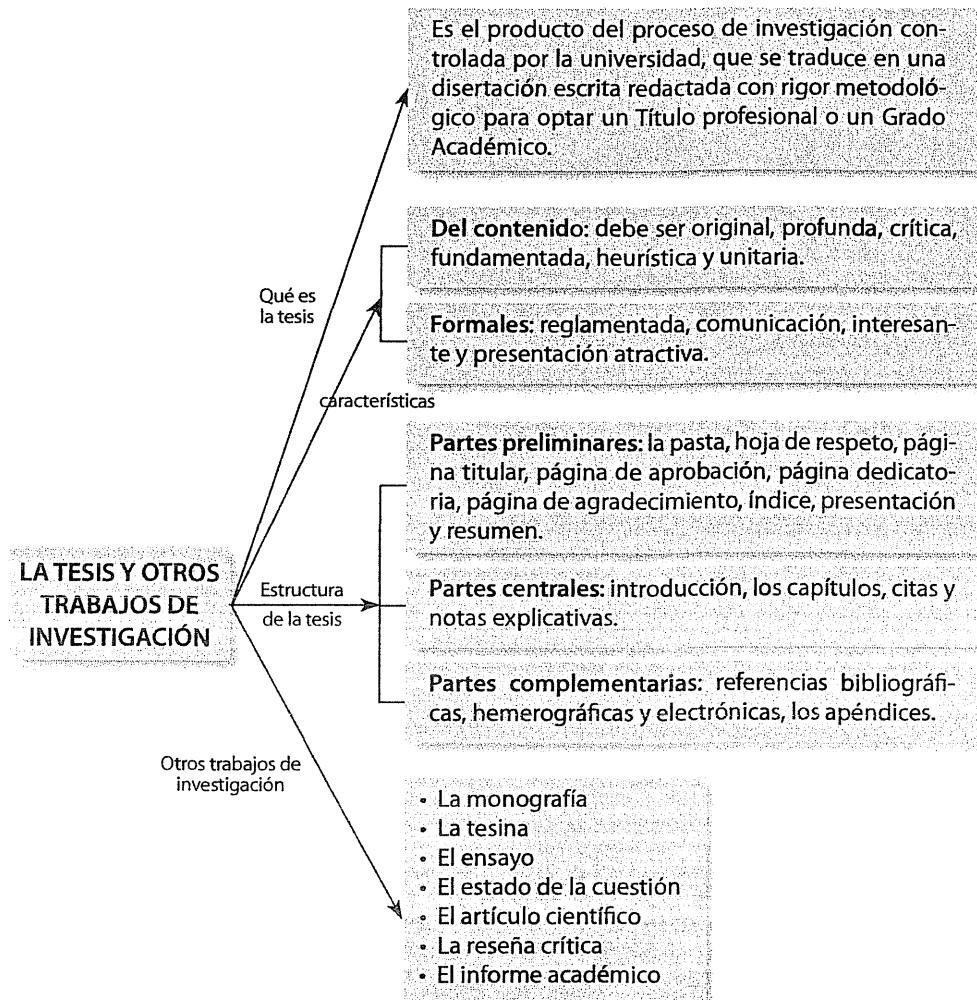 Es el producto del proceso de investigación con-
trolada por la universidad, que se traduce en una
disertación escrita redactada con rigor metodoló-
gico para optar un Título profesional o un Grado
Académico.
Del contenido: debe ser original, profunda, crítica,
fundamentada, heurística y unitaria.
Qué es
la tesis
Formales: reglamentada, comunicación, interesan-
te y presentación atractiva.
características
Partes preliminares: la pasta, hoja de respeto, pági-
na titular, página de aprobación, página dedicato-
ria, página de agradecimiento, índice, presentación
y resumen.
LA TESIS Y OTROS
TRABAJOS DE
INVESTIGACIÓN
Estructura
de la tesis
Partes centrales: introducción, los capítulos, citas y
notas explicativas.
Partes complementarias: referencias bibliográfi-
cas, hemerográficas y electrónicas, los apéndices.
Otros trabajos de
investigación
• La monografía
• La tesina
• El ensayo
• El estado de la cuestión
• El artículo científico
• La reseña crítica
• El informe académico